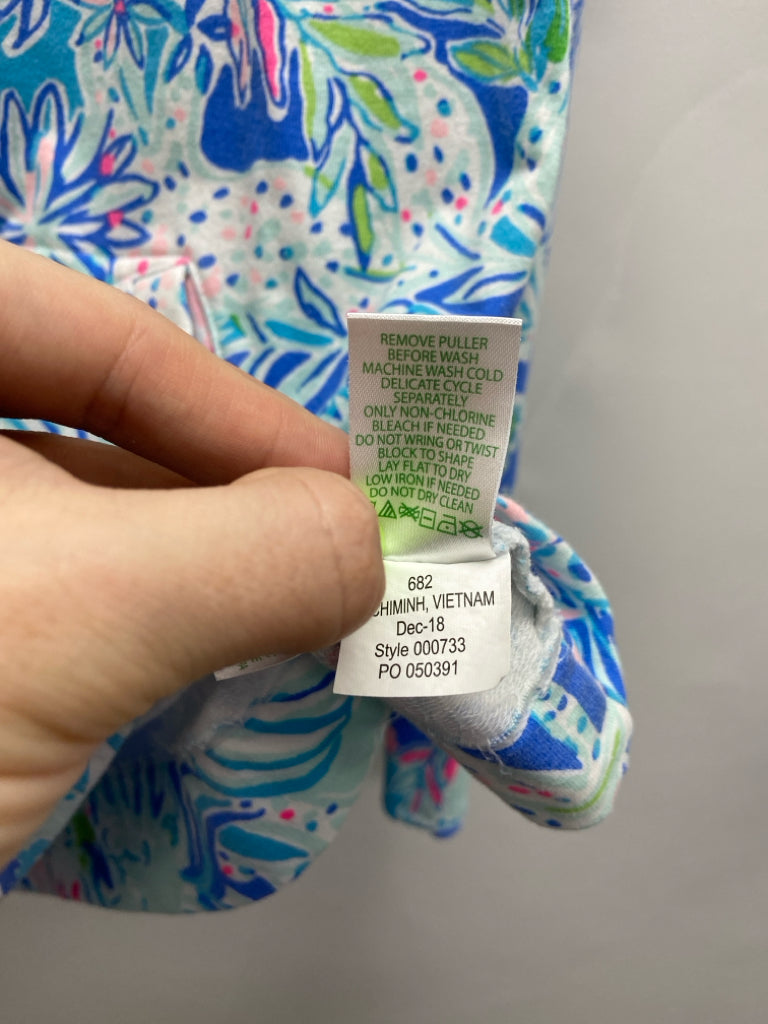 REMOVE PULLER
BEFORE WASH
MACHINE WASH COLD
DELICATE CYCLE
SEPARATELY
ONLY NON-CHLORINE
BLEACH IF NEEDED
DO NOT WRING OR TWIST
BLOCK TO SHAPE
LAY FLAT TO DRY
LOW IRON IF NEEDED
DO NOT DRY CLEAN
682
CHIMINH, VIETNAM
Dec-18
Style 000733
PO 050391